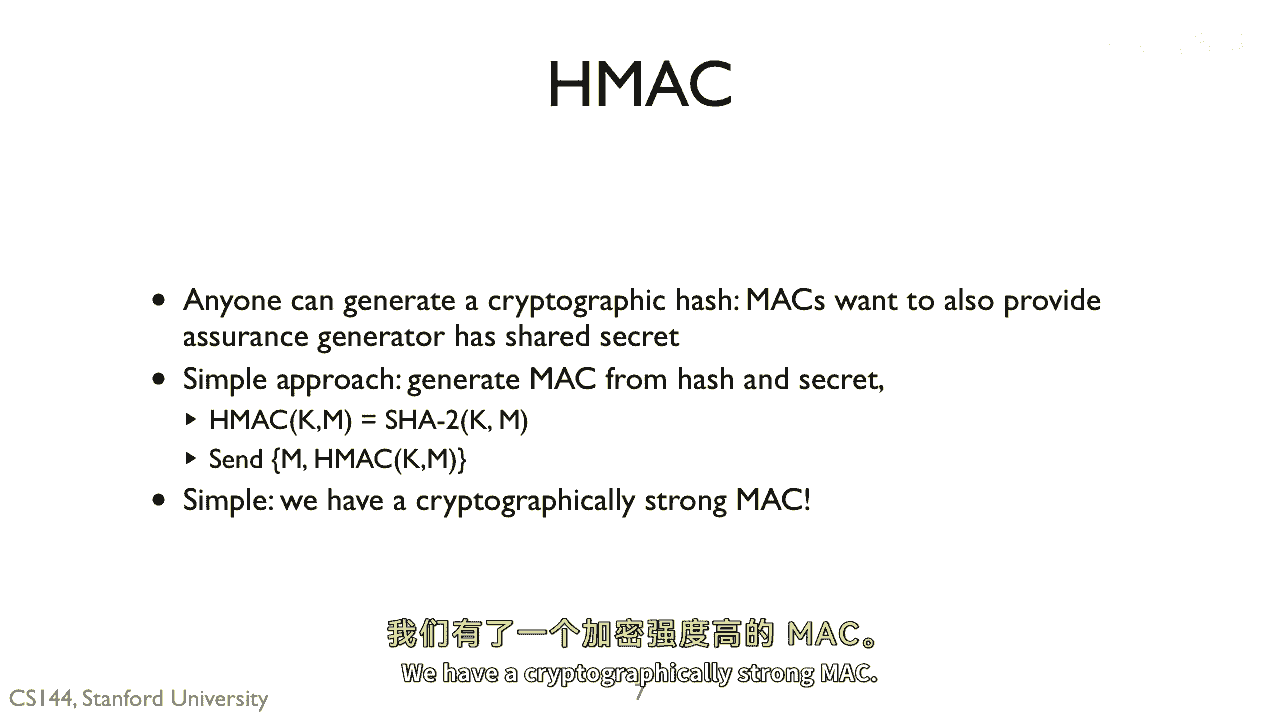 HMAC
• Anyone can generate a cryptographic hash: MACs want to also provide
assurance generator has shared secret
• Simple approach: generate MAC from hash and secret,
‣ HMAC(K,M) = SHA-2(K, M)
‣ Send {M, HMAC(K,M)}
• Simple: we have a cryptographically strong MAC!
我们有了一个加密强度高的 MAC。
We have a cryptographically strong MAC.
CS144, Stanford University
7